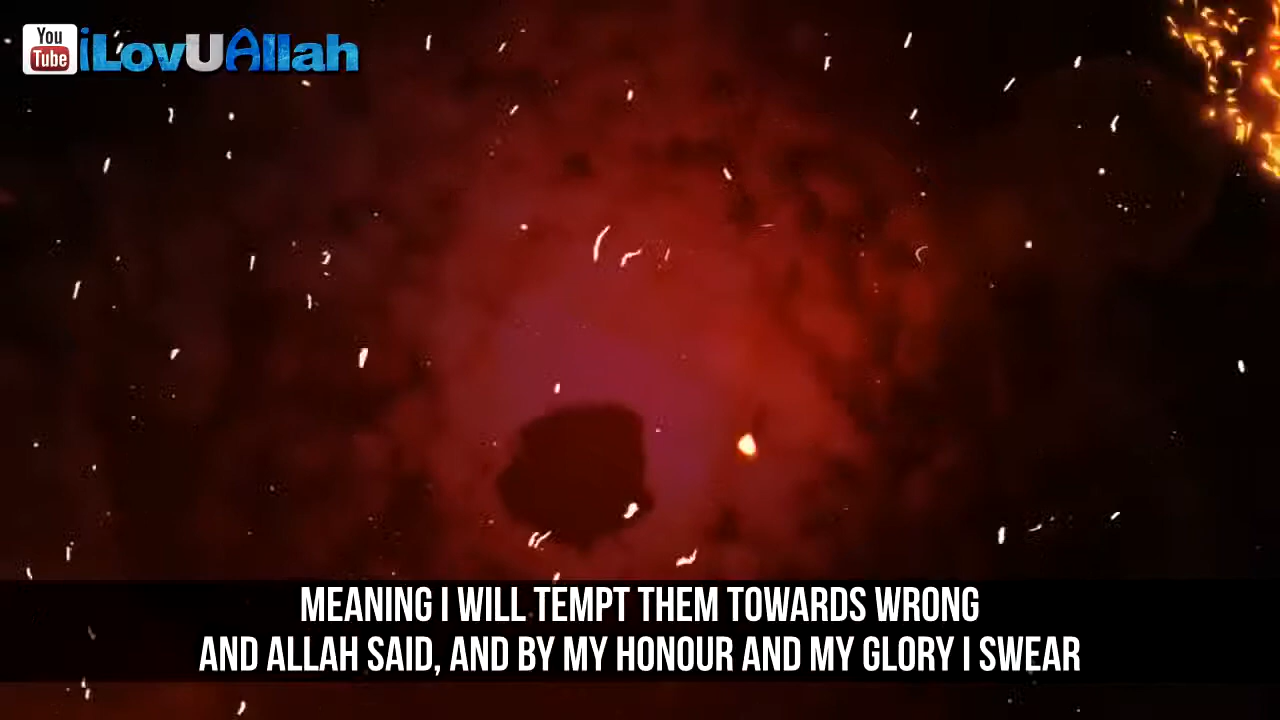 You
Tube iLovUAllah
MEANING I WILL TEMPT THEM TOWARDS WRONG
AND ALLAH SAID, AND BY MY HONOUR AND MY GLORY I SWEAR